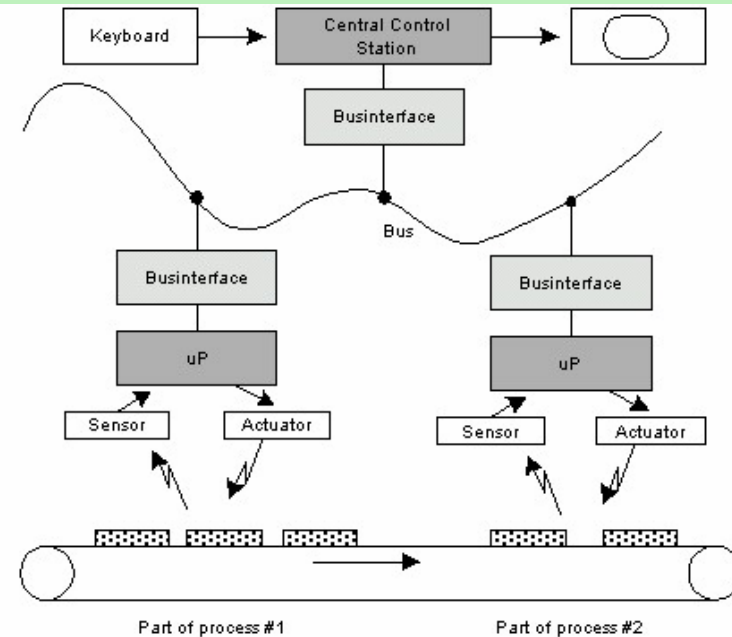 Keyboard
Central Control
Station
Businterface
Bus
Businterface
Businterface
uP
uP
Sensor
Actuator
Sensor
Actuator
Part of process #1
Part of process #2